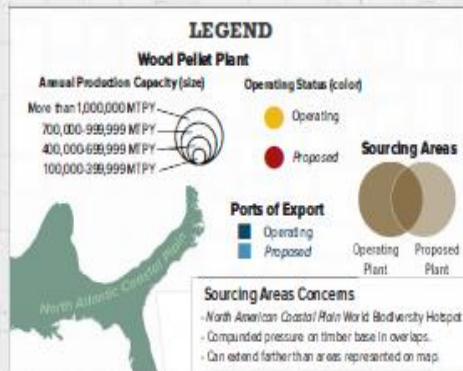 LEGEND
Wood Pellet Plant
Annual Production Capacity (size)
More than 1,000,000 MTPY
700,000-999,999 MTPY
400,000-699,999 MTPY
100,000-399,999 MTPY
Operating Status (color)
Operating
Proposed
Sourcing Areas
Operating Plant
Proposed Plant
Ports of Export
Operating
Proposed
North Atlantic Coastal Plain
Sourcing Areas Concerns
- North American Coastal Plain World Biodiversity Hotspot
- Compunded pressure on timber base in overlaps.
- Can extend farther than areas represented on map.